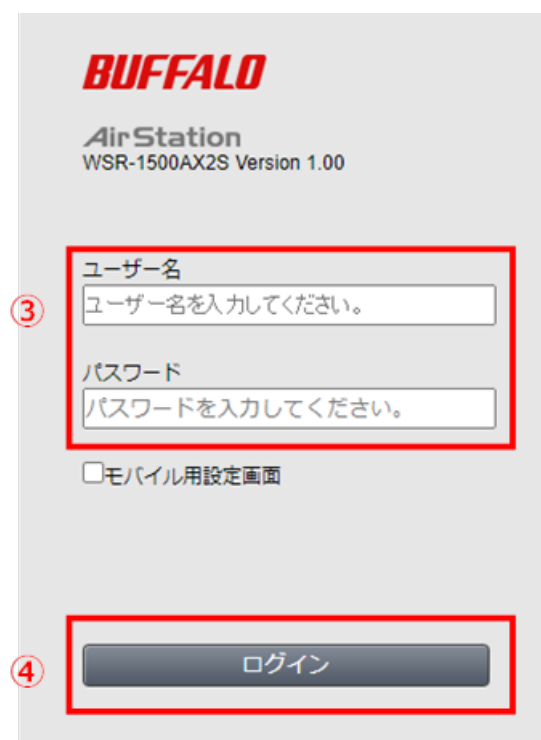 BUFFALO
AirStation
WSR-1500AX2S Version 1.00
③
ユーザー名
ユーザー名を入力してください。
パスワード
パスワードを入力してください。
モバイル用設定画面
④
ログイン